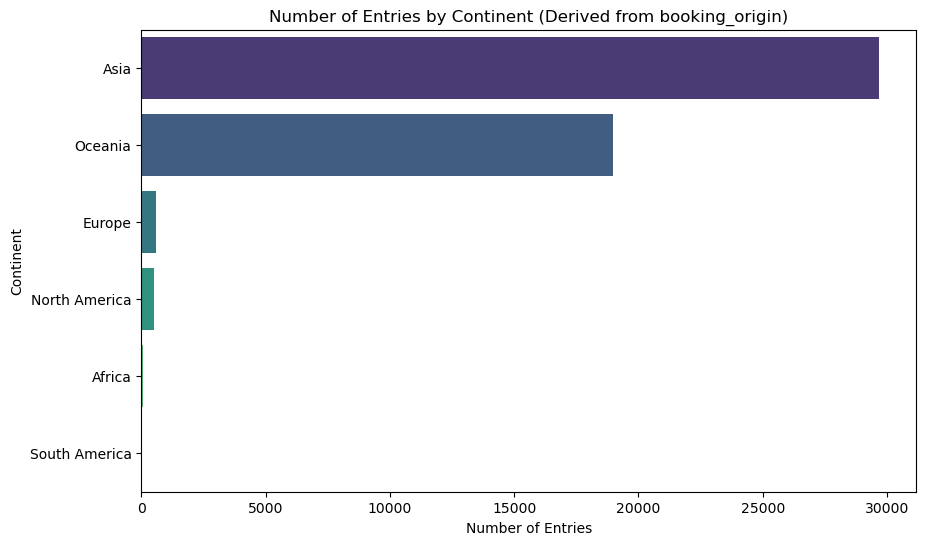 Number of Entries by Continent (Derived from booking_origin)
Continent
Asia
Oceania
Europe
North America
Africa
South America
0 5000 10000 15000 20000 25000 30000
Number of Entries